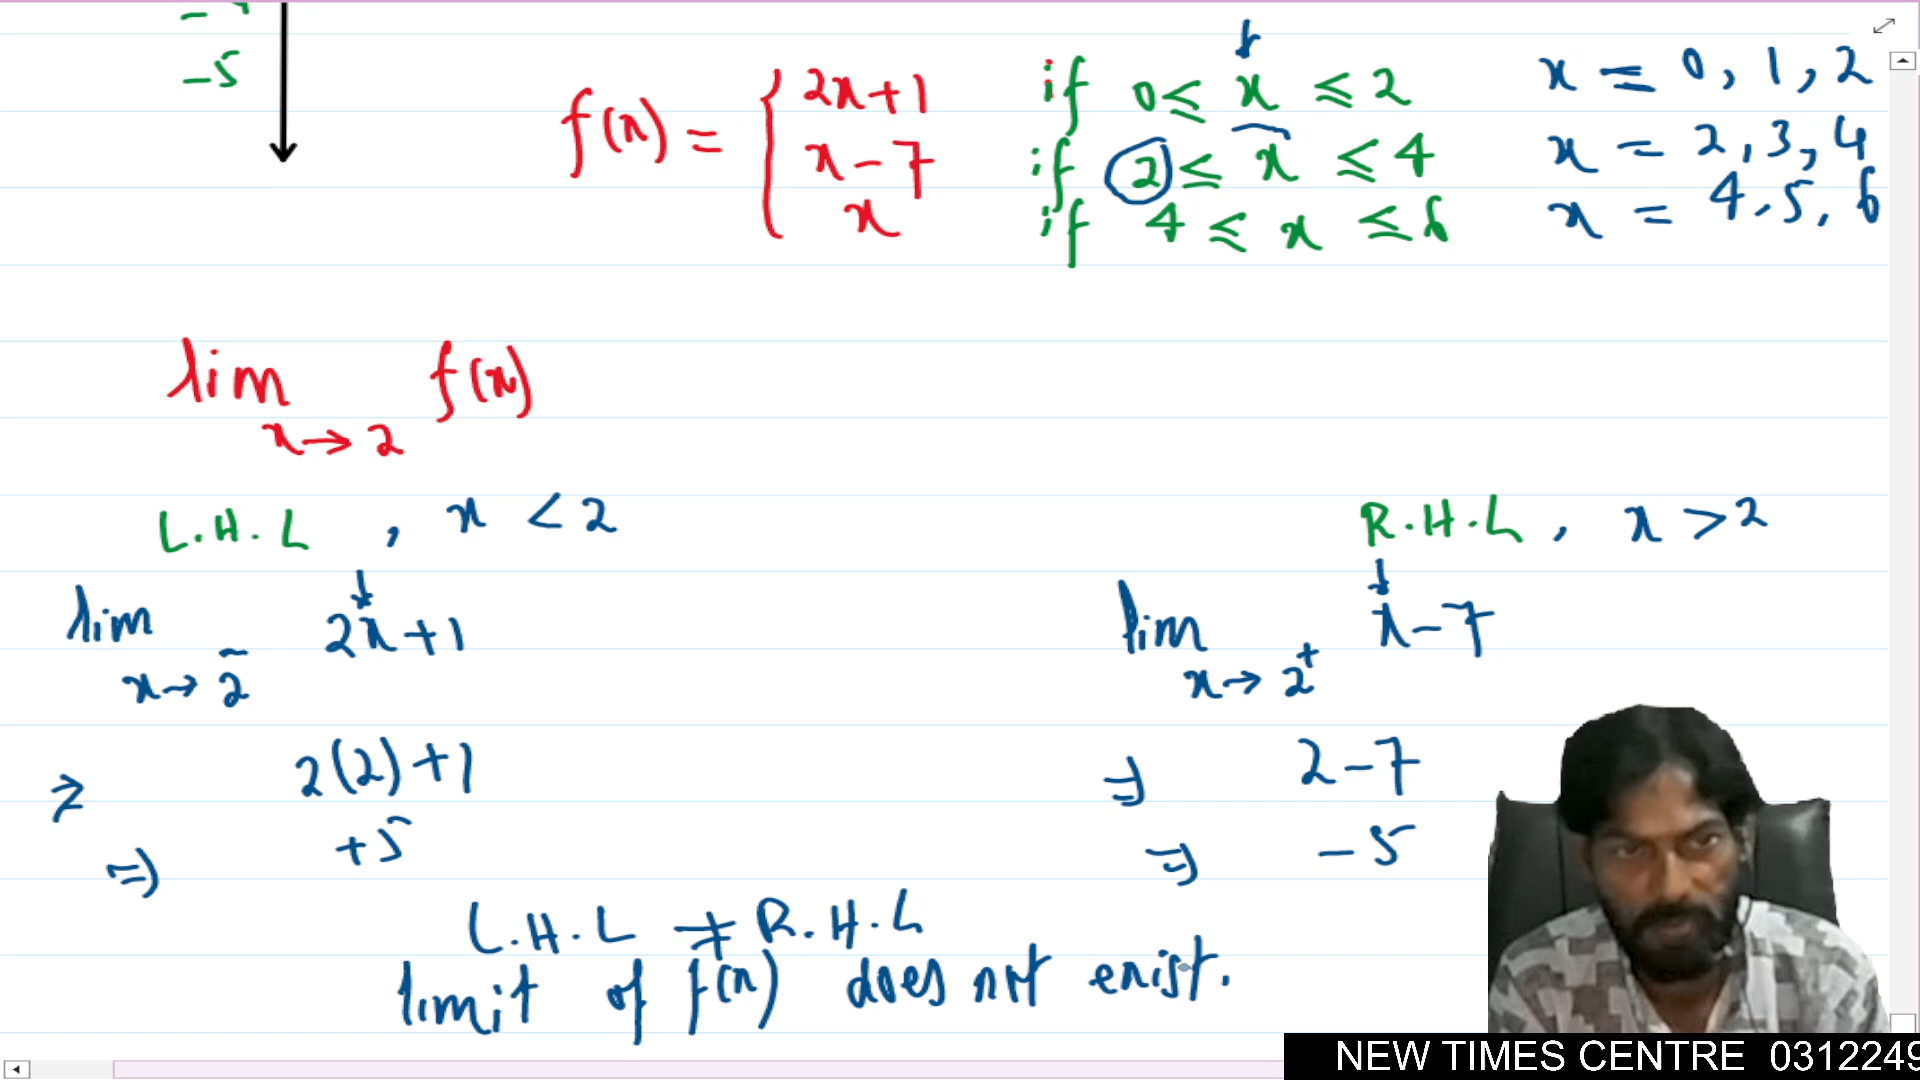 -5
f(x) = { 2x+1 if 0 ≤ x ≤ 2 x = 0, 1, 2
x-7 if 2 ≤ x ≤ 4 x = 2, 3, 4
x if 4 ≤ x ≤ 6 x = 4, 5, 6
lim f(x)
x→2
L.H.L , x < 2 R.H.L , x > 2
lim 2x+1 lim x-7
x→2⁻ x→2⁺
⇒ 2(2)+1 ⇒ 2-7
⇒ +5 ⇒ -5
L.H.L ≠ R.H.L
limit of f(x) does not exist.
NEW TIMES CENTRE 0312249